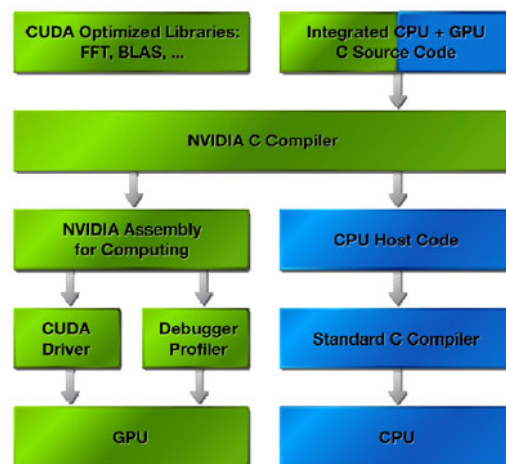 CUDA Optimized Libraries:
FFT, BLAS, ...
Integrated CPU + GPU
C Source Code
NVIDIA C Compiler
NVIDIA Assembly
for Computing
CPU Host Code
CUDA
Driver
Debugger
Profiler
Standard C Compiler
GPU
CPU